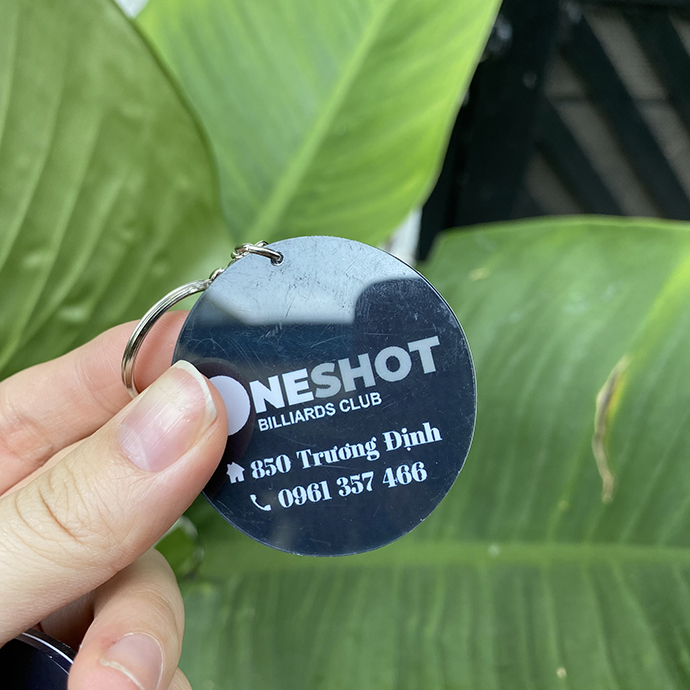 ONESHOT
BILLIARDS CLUB
850 Trương Định
0961 357 466